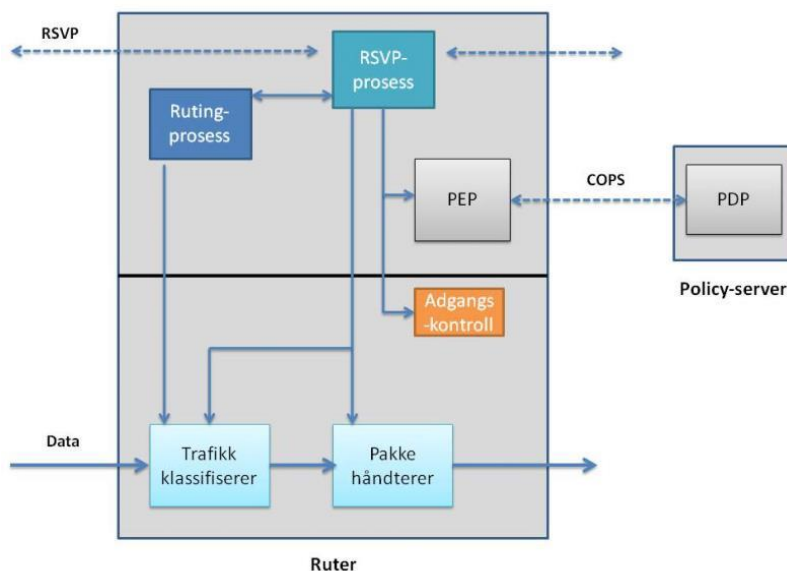 RSVP
RSVP-
prosess
Ruting-
prosess
PEP
COPS
PDP
Policy-server
Adgangs
-kontroll
Data
Trafikk
klassifiserer
Pakke
håndterer
Ruter